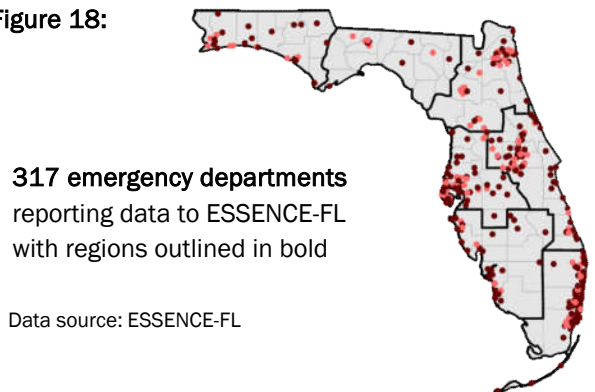 Figure 18:
317 emergency departments
reporting data to ESSENCE-FL
with regions outlined in bold
Data source: ESSENCE-FL